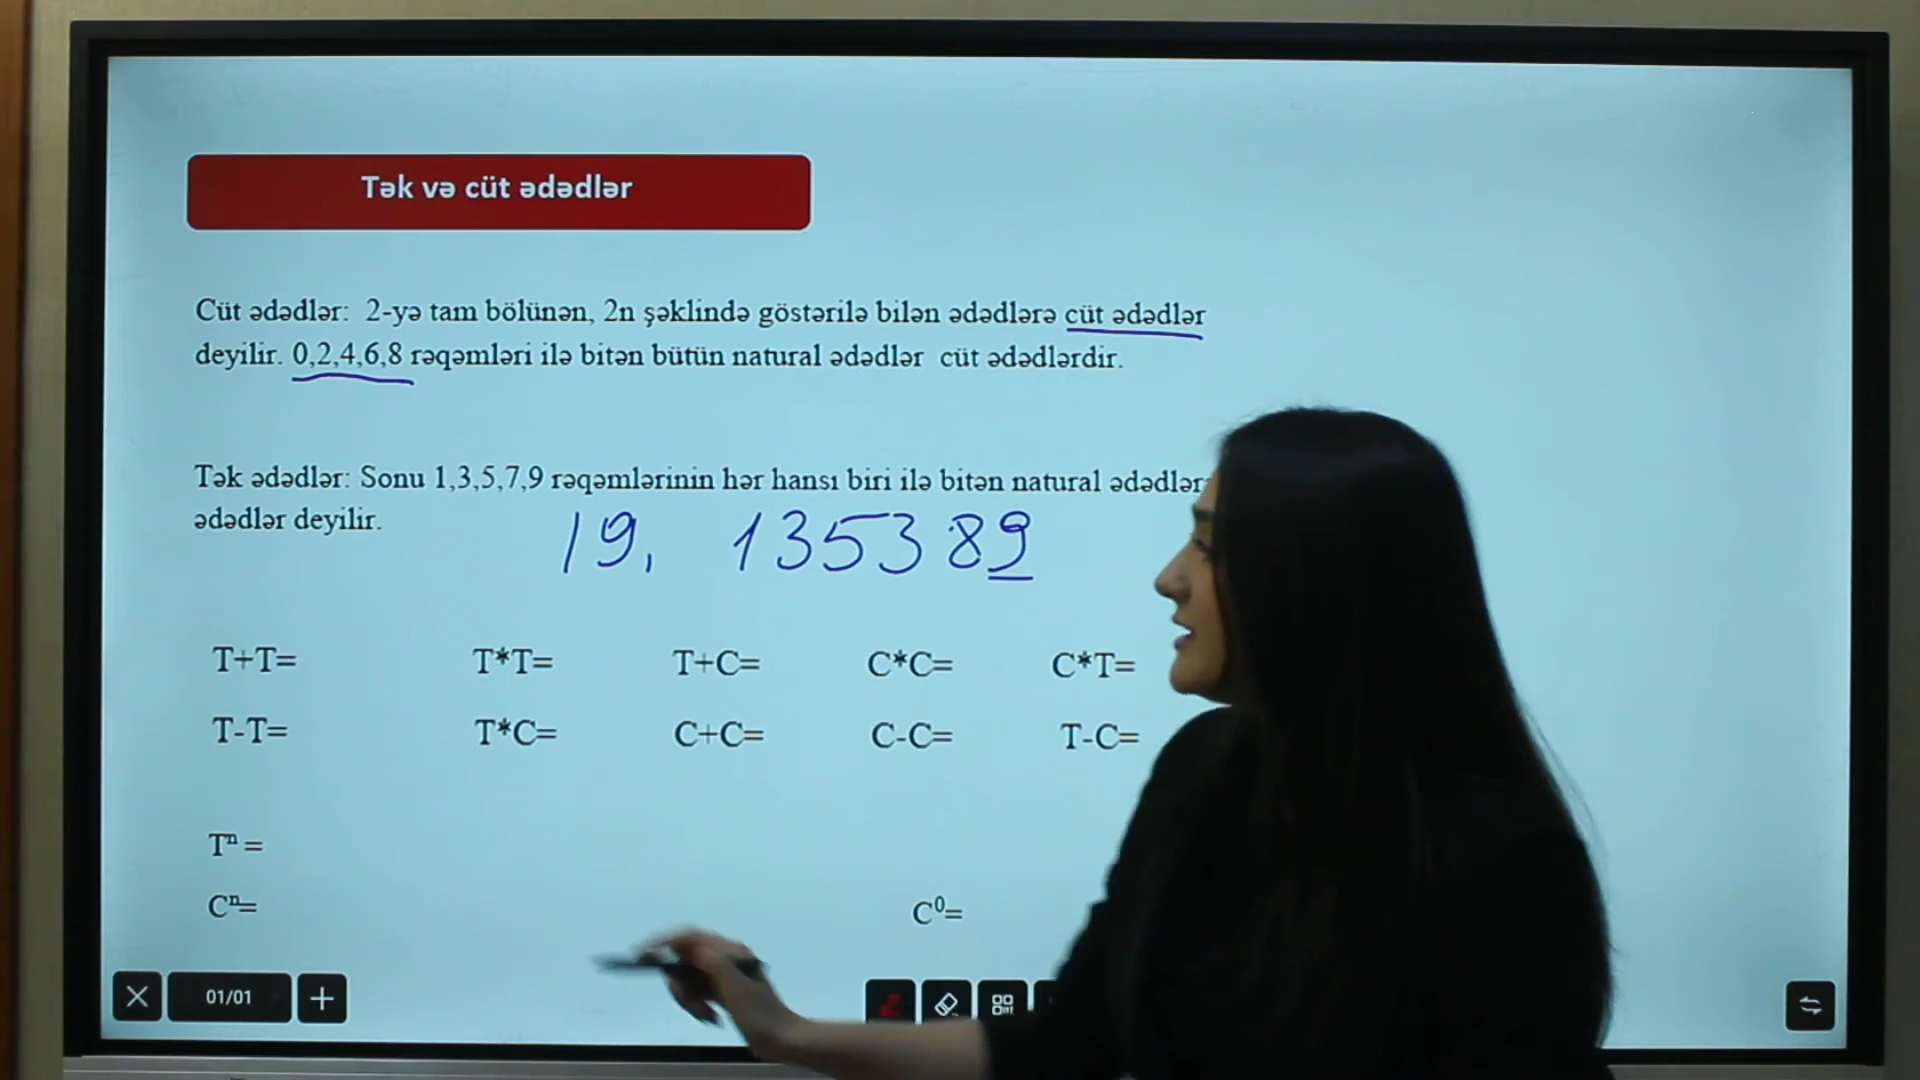 Tək və cüt ədədlər
Cüt ədədlər: 2-yə tam bölünən, 2n şəklində göstərilə bilən ədədlərə cüt ədədlər
deyilir. 0,2,4,6,8 rəqəmləri ilə bitən bütün natural ədədlər cüt ədədlərdir.
Tək ədədlər: Sonu 1,3,5,7,9 rəqəmlərinin hər hansı biri ilə bitən natural ədədlər
ədədlər deyilir.
19, 135389
T+T= T*T= T+C= C*C= C*T=
T-T= T*C= C+C= C-C= T-C=
Tⁿ =
Cⁿ= C⁰=
01/01